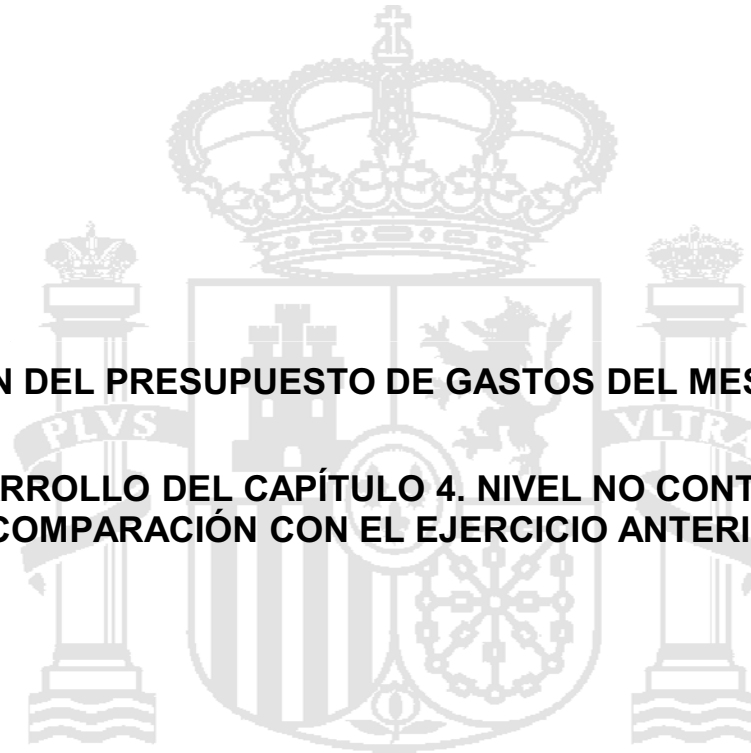 N DEL PRESUPUESTO DE GASTOS DEL MES
PLVS VLTRA
RROLLO DEL CAPÍTULO 4. NIVEL NO CONT
COMPARACIÓN CON EL EJERCICIO ANTERI